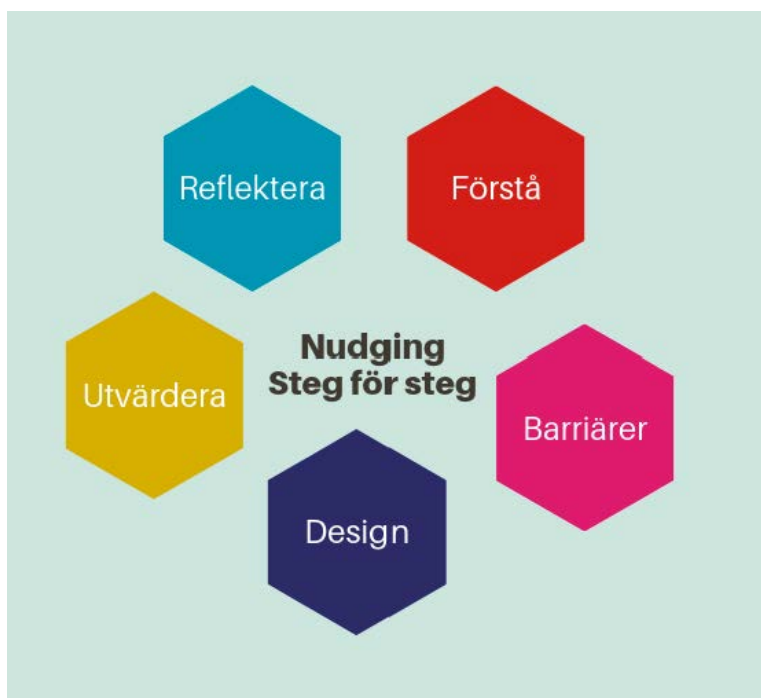 Reflektera
Förstå
Nudging
Steg för steg
Utvärdera
Barriärer
Design